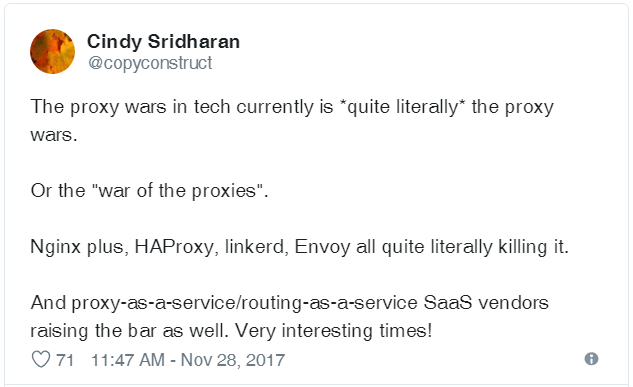 Cindy Sridharan
@copyconstruct
The proxy wars in tech currently is *quite literally* the proxy
wars.
Or the "war of the proxies".
Nginx plus, HAProxy, linkerd, Envoy all quite literally killing it.
And proxy-as-a-service/routing-as-a-service SaaS vendors
raising the bar as well. Very interesting times!
71 11:47 AM - Nov 28, 2017